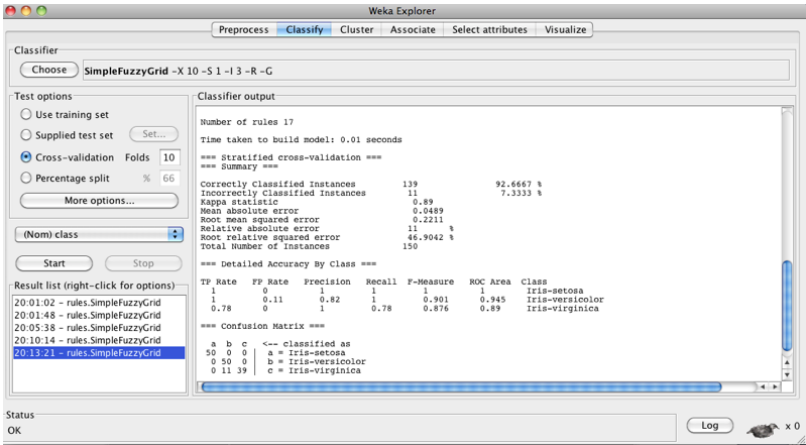 Weka Explorer
Preprocess Classify Cluster Associate Select attributes Visualize
Classifier
Choose SimpleFuzzyGrid -X 10 -S 1 -I 3 -R -G
Test options
Use training set
Supplied test set Set...
Cross-validation Folds 10
Percentage split % 66
More options...
(Nom) class
Start Stop
Result list (right-click for options)
20:01:02 - rules.SimpleFuzzyGrid
20:01:48 - rules.SimpleFuzzyGrid
20:05:38 - rules.SimpleFuzzyGrid
20:10:14 - rules.SimpleFuzzyGrid
20:13:21 - rules.SimpleFuzzyGrid
Classifier output
Number of rules 17
Time taken to build model: 0.01 seconds
=== Stratified cross-validation ===
=== Summary ===
Correctly Classified Instances 139 92.6667 %
Incorrectly Classified Instances 11 7.3333 %
Kappa statistic 0.89
Mean absolute error 0.0489
Root mean squared error 0.2211
Relative absolute error 11 %
Root relative squared error 46.9042 %
Total Number of Instances 150
=== Detailed Accuracy By Class ===
TP Rate FP Rate Precision Recall F-Measure ROC Area Class
1 0 1 1 1 1 Iris-setosa
1 0.11 0.82 1 0.901 0.945 Iris-versicolor
0.78 0 1 0.78 0.876 0.89 Iris-virginica
=== Confusion Matrix ===
a b c <-- classified as
50 0 0 | a = Iris-setosa
0 50 0 | b = Iris-versicolor
0 11 39 | c = Iris-virginica
Status
OK
Log x 0